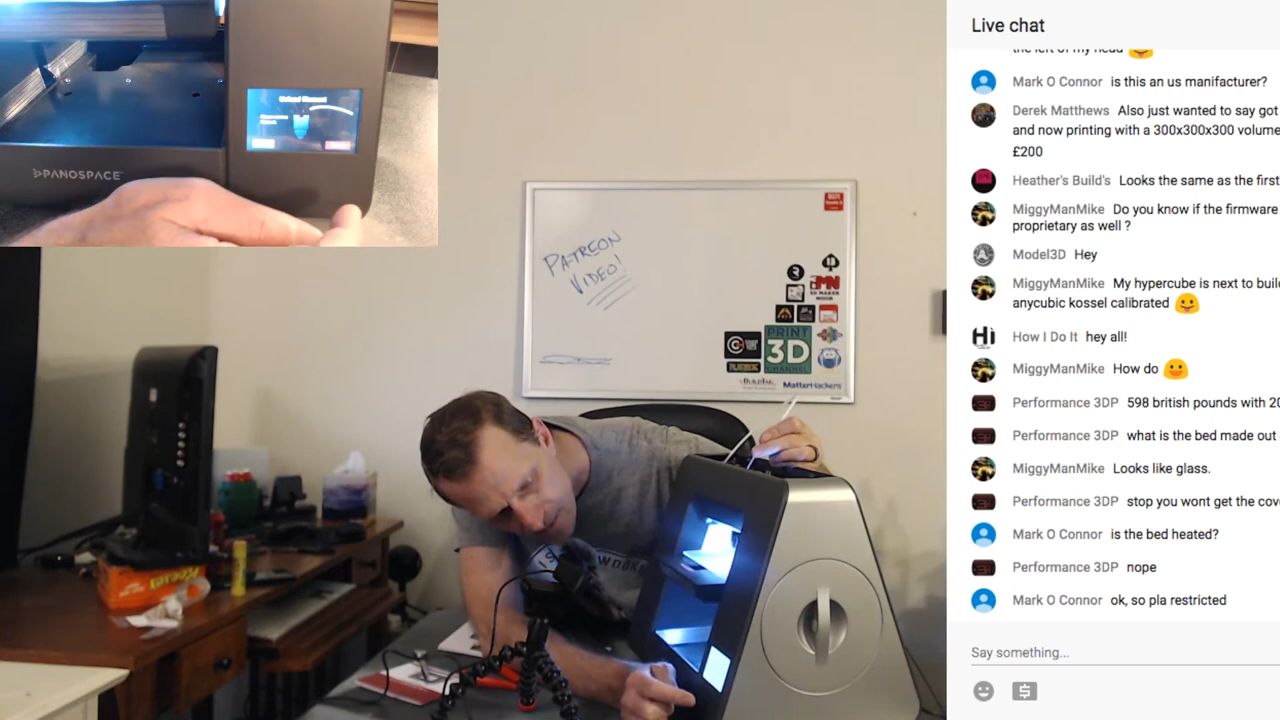 PANOSPACE
PATREON
VIDEO!
PRINT
3D
CHANNEL
MatterHackers
Live chat
the left of my head
Mark O Connor is this an us manifacturer?
Derek Matthews Also just wanted to say got
and now printing with a 300x300x300 volume
£200
Heather's Build's Looks the same as the first
MiggyManMike Do you know if the firmware
proprietary as well ?
Model3D Hey
MiggyManMike My hypercube is next to buil
anycubic kossel calibrated
How I Do It hey all!
MiggyManMike How do
Performance 3DP 598 british pounds with 20
Performance 3DP what is the bed made out
MiggyManMike Looks like glass.
Performance 3DP stop you wont get the cov
Mark O Connor is the bed heated?
Performance 3DP nope
Mark O Connor ok, so pla restricted
Say something...